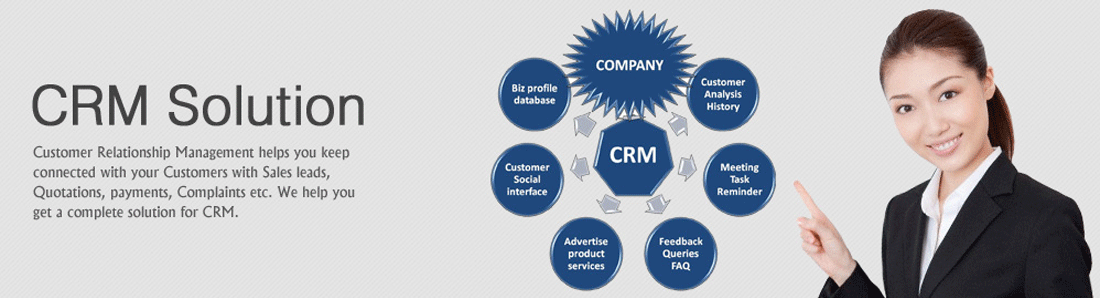 CRM Solution
Customer Relationship Management helps you keep
connected with your Customers with Sales leads,
Quotations, payments, Complaints etc. We help you
get a complete solution for CRM.
COMPANY
Biz profile
database
Customer
Analysis
History
CRM
Customer
Social
interface
Meeting
Task
Reminder
Advertise
product
services
Feedback
Queries
FAQ